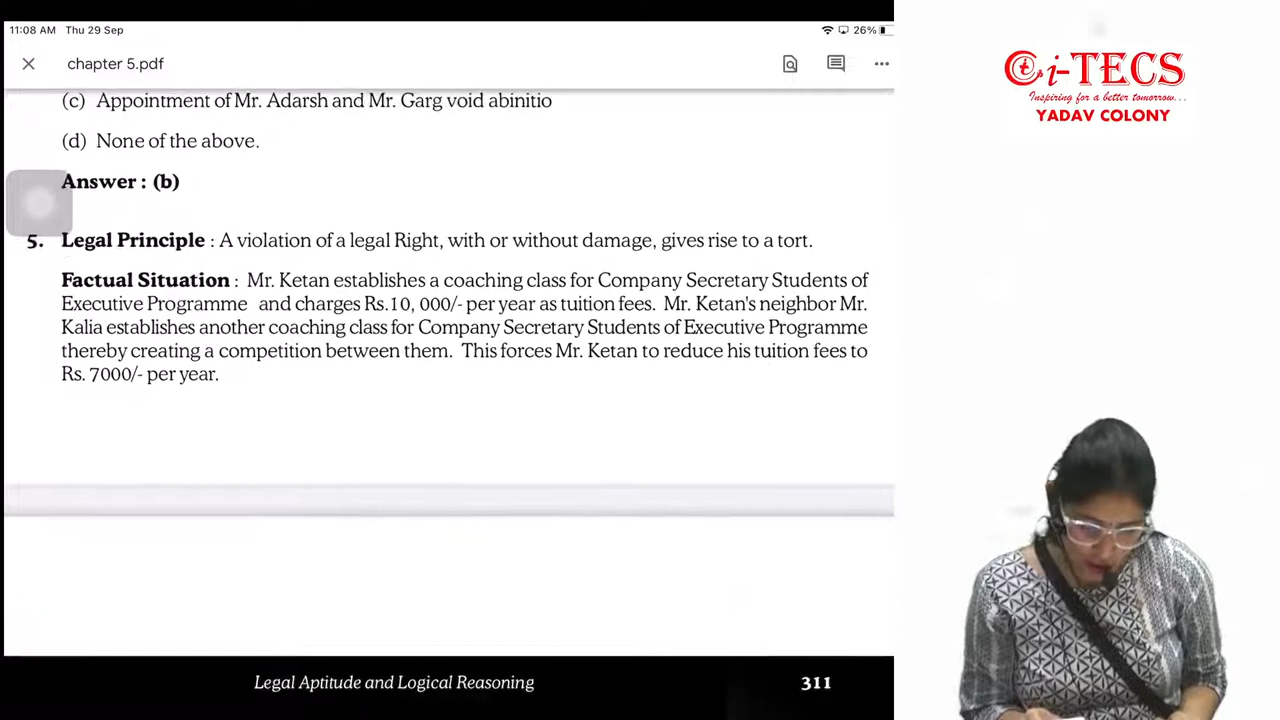 11:08 AM Thu 29 Sep
26%
chapter 5.pdf
(c) Appointment of Mr. Adarsh and Mr. Garg void abinitio
(d) None of the above.
Answer : (b)
5. Legal Principle : A violation of a legal Right, with or without damage, gives rise to a tort.
Factual Situation : Mr. Ketan establishes a coaching class for Company Secretary Students of
Executive Programme and charges Rs.10, 000/- per year as tuition fees. Mr. Ketan's neighbor Mr.
Kalia establishes another coaching class for Company Secretary Students of Executive Programme
thereby creating a competition between them. This forces Mr. Ketan to reduce his tuition fees to
Rs. 7000/- per year.
Legal Aptitude and Logical Reasoning
311
i-TECS
Inspiring for a better tomorrow...
YADAV COLONY